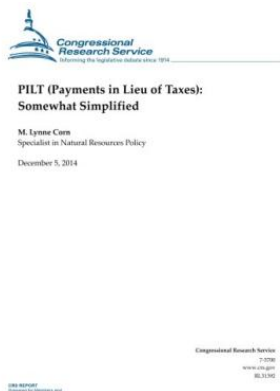 Congressional
Research Service
Informing the legislative debate since 1914
PILT (Payments in Lieu of Taxes):
Somewhat Simplified
M. Lynne Corn
Specialist in Natural Resources Policy
December 5, 2014
Congressional Research Service
7-5700
www.crs.gov
CRS REPORT